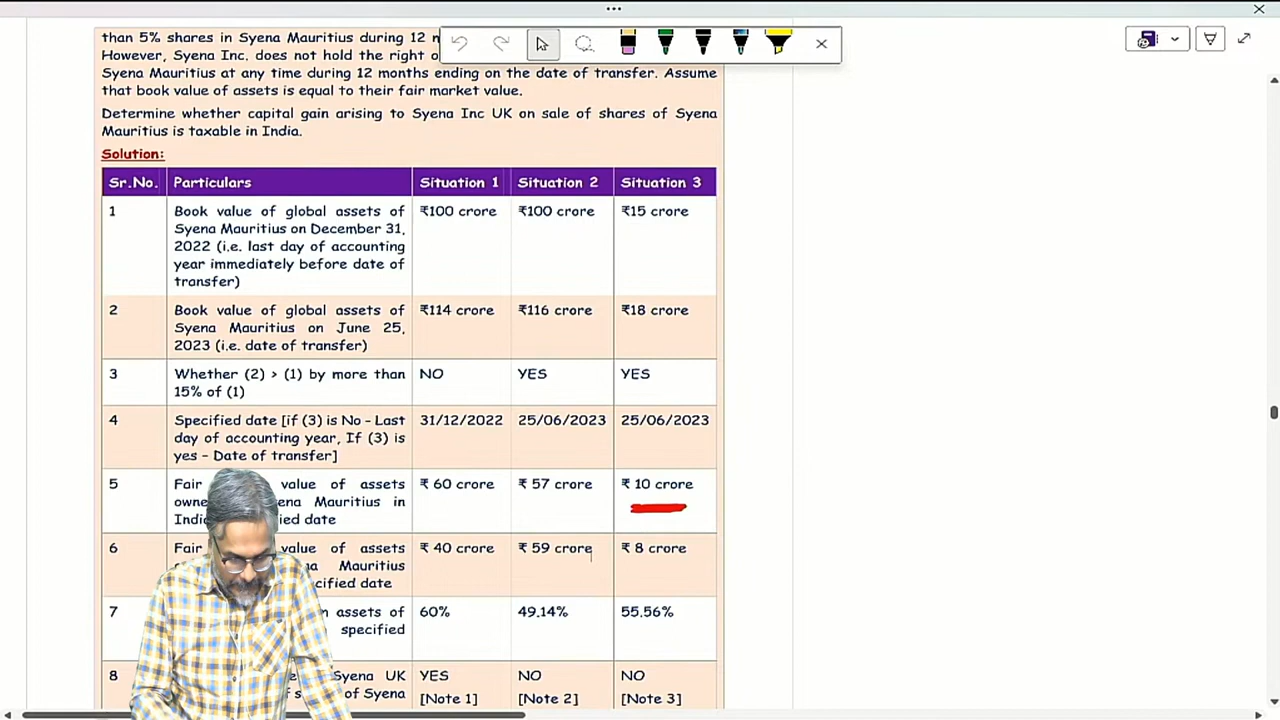 than 5% shares in Syena Mauritius during 12 m
However, Syena Inc. does not hold the right o
Syena Mauritius at any time during 12 months ending on the date of transfer. Assume
that book value of assets is equal to their fair market value.
Determine whether capital gain arising to Syena Inc UK on sale of shares of Syena
Mauritius is taxable in India.
Solution:
Sr.No. Particulars Situation 1 Situation 2 Situation 3
1 Book value of global assets of ₹100 crore ₹100 crore ₹15 crore
Syena Mauritius on December 31,
2022 (i.e. last day of accounting
year immediately before date of
transfer)
2 Book value of global assets of ₹114 crore ₹116 crore ₹18 crore
Syena Mauritius on June 25,
2023 (i.e. date of transfer)
3 Whether (2) > (1) by more than NO YES YES
15% of (1)
4 Specified date [if (3) is No – Last 31/12/2022 25/06/2023 25/06/2023
day of accounting year, If (3) is
yes – Date of transfer]
5 Fair value of assets ₹ 60 crore ₹ 57 crore ₹ 10 crore
owne ena Mauritius in
Indi ied date
6 Fair value of assets ₹ 40 crore ₹ 59 crore ₹ 8 crore
Mauritius
cified date
7 assets of 60% 49.14% 55.56%
specified
8 Syena UK YES NO NO
of Syena [Note 1] [Note 2] [Note 3]